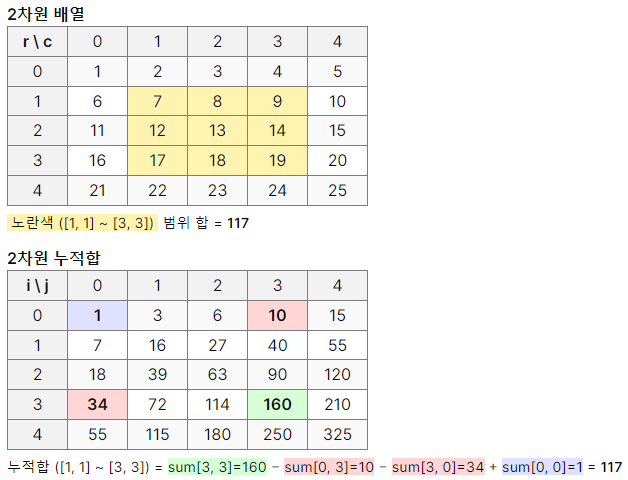 2차원 배열
r \ c 0 1 2 3 4
0 1 2 3 4 5
1 6 7 8 9 10
2 11 12 13 14 15
3 16 17 18 19 20
4 21 22 23 24 25
노란색 ([1, 1] ~ [3, 3]) 범위 합 = 117
2차원 누적합
i \ j 0 1 2 3 4
0 1 3 6 10 15
1 7 16 27 40 55
2 18 39 63 90 120
3 34 72 114 160 210
4 55 115 180 250 325
누적합 ([1, 1] ~ [3, 3]) = sum[3, 3]=160 − sum[0, 3]=10 − sum[3, 0]=34 + sum[0, 0]=1 = 117